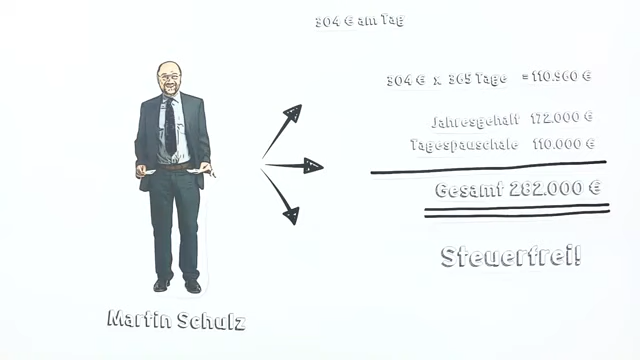 304 € am Tag
304 € x 365 Tage = 110.960 €
Jahresgehalt 172.000 €
Tagespauschale 110.000 €
Gesamt 282.000 €
Steuerfrei!
Martin Schulz